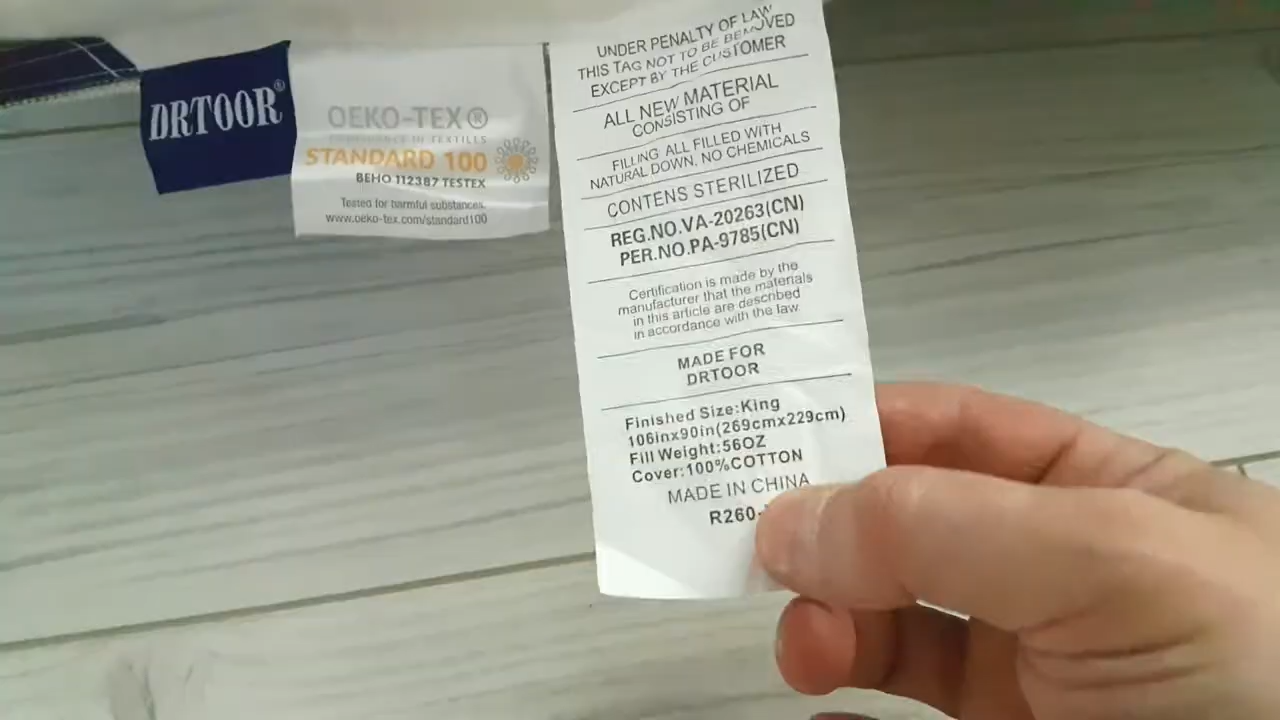 DRTOOR®
OEKO-TEX®
CONFIDENCE IN TEXTILES
STANDARD 100
BEHO 112387 TESTEX
Tested for harmful substances.
www.oeko-tex.com/standard100
UNDER PENALTY OF LAW
THIS TAG NOT TO BE REMOVED
EXCEPT BY THE CUSTOMER
ALL NEW MATERIAL
CONSISTING OF
FILLING ALL FILLED WITH
NATURAL DOWN, NO CHEMICALS
CONTENS STERILIZED
REG.NO.VA-20263(CN)
PER.NO.PA-9785(CN)
Certification is made by the
manufacturer that the materials
in this article are described
in accordance with the law.
MADE FOR
DRTOOR
Finished Size:King
106inx90in(269cmx229cm)
Fill Weight:56OZ
Cover:100%COTTON
MADE IN CHINA
R260-